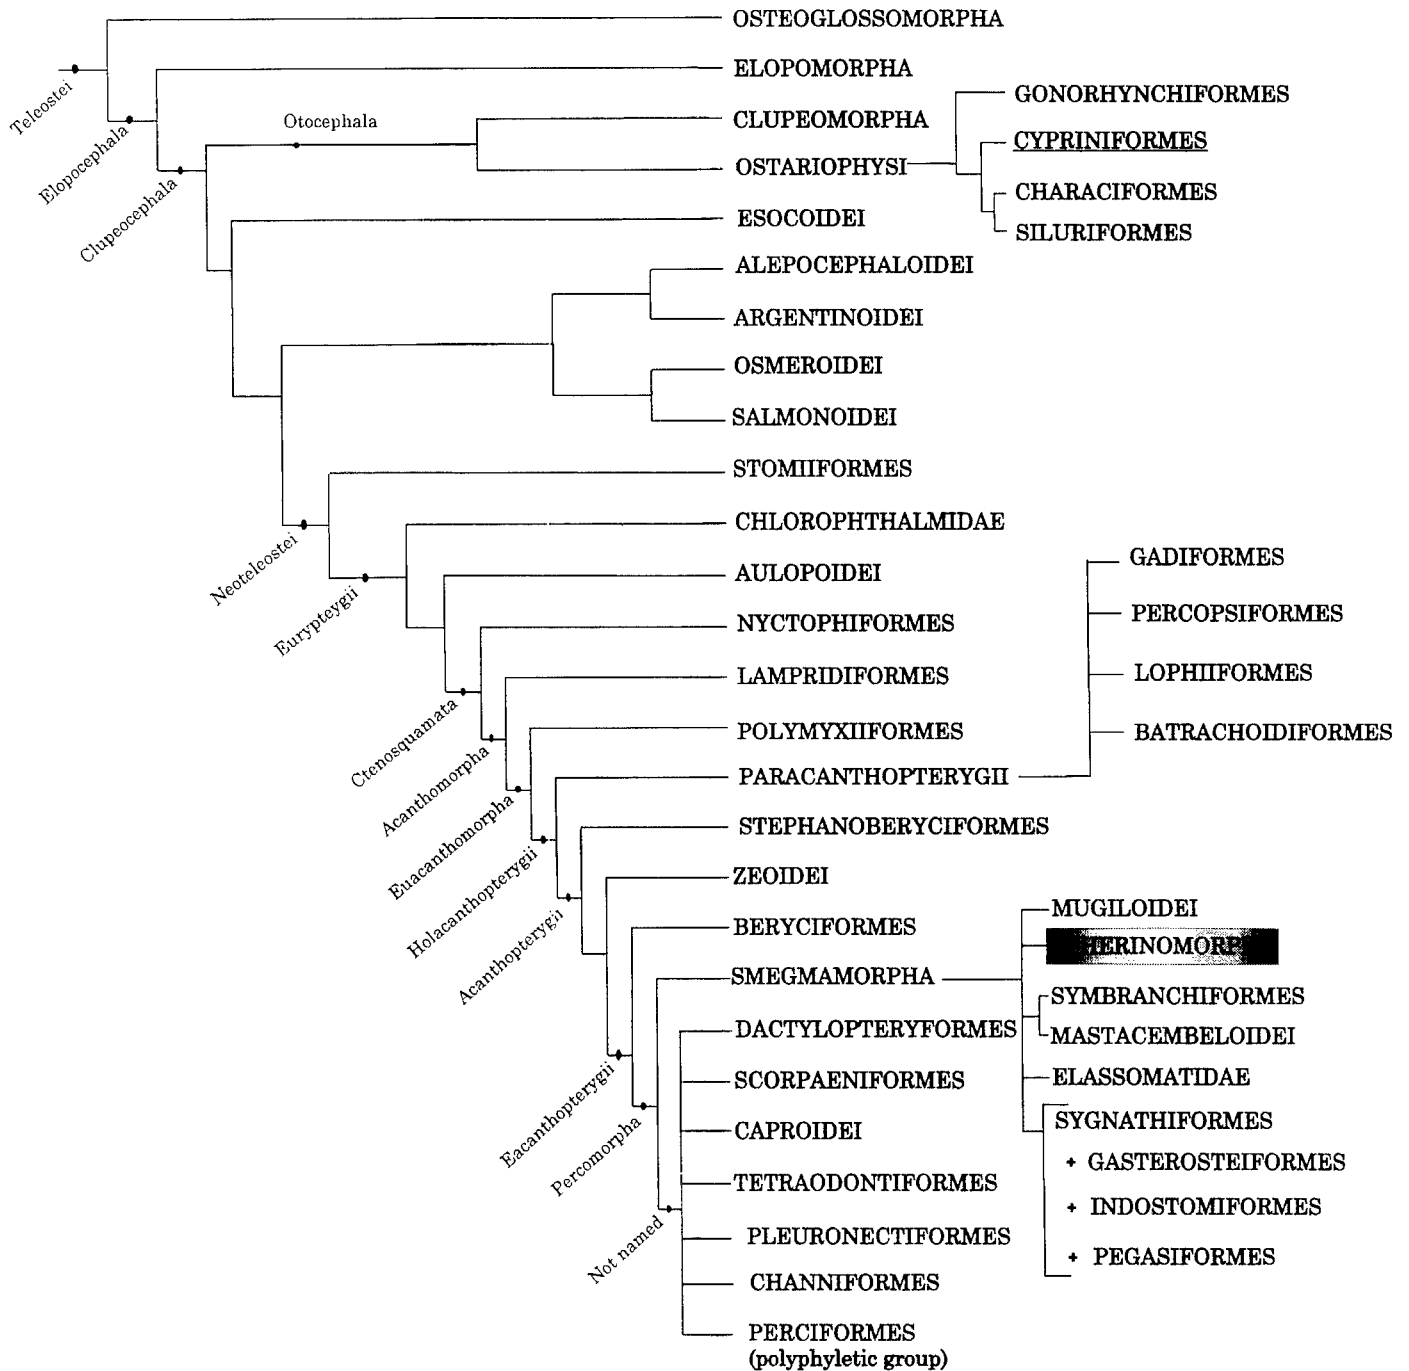 OSTEOGLOSSOMORPHA
Teleostei
ELOPOMORPHA
Elopocephala
GONORHYNCHIFORMES
Otocephala
CLUPEOMORPHA
CYPRINIFORMES
OSTARIOPHYSI
Clupeocephala
CHARACIFORMES
ESOCOIDEI
SILURIFORMES
ALEPOCEPHALOIDEI
ARGENTINOIDEI
OSMEROIDEI
SALMONOIDEI
STOMIIFORMES
Neoteleostei
CHLOROPHTHALMIDAE
GADIFORMES
AULOPOIDEI
Eurypteygii
PERCOPSIFORMES
NYCTOPHIFORMES
LAMPRIDIFORMES
LOPHIIFORMES
Ctenosquamata
POLYMYXIIFORMES
BATRACHOIDIFORMES
Acanthomorpha
PARACANTHOPTERYGII
Euacanthomorpha
STEPHANOBERYCIFORMES
Holacanthopterygii
ZEOIDEI
Acanthopterygii
MUGILOIDEI
BERYCIFORMES
HERINOMORP
SMEGMAMORPHA
SYMBRANCHIFORMES
DACTYLOPTERYFORMES
MASTACEMBELOIDEI
Eacanthopterygii
SCORPAENIFORMES
ELASSOMATIDAE
Percomorpha
CAPROIDEI
SYGNATHIFORMES
+ GASTEROSTEIFORMES
TETRAODONTIFORMES
+ INDOSTOMIFORMES
Not named
PLEURONECTIFORMES
+ PEGASIFORMES
CHANNIFORMES
PERCIFORMES
(polyphyletic group)